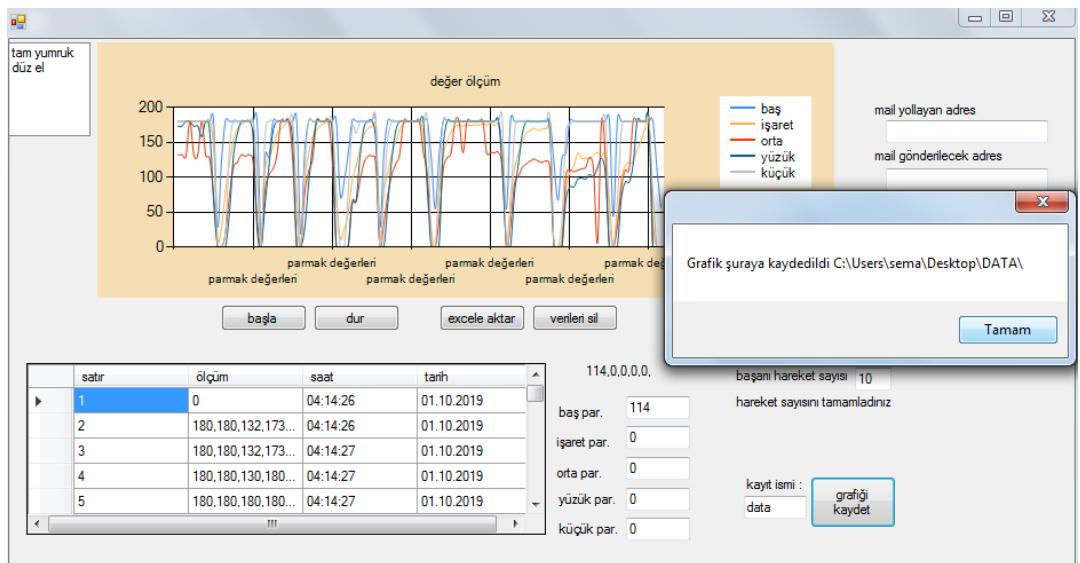 tam yumruk
düz el
değer ölçüm
200
150
100
50
0
parmak değerleri
parmak değerleri
parmak değ
parmak değerleri
parmak değerleri
parmak değerleri
baş
işaret
orta
yüzük
küçük
mail yollayan adres
mail gönderilecek adres
Grafik şuraya kaydedildi C:\Users\sema\Desktop\DATA\
Tamam
başla
dur
excele aktar
verileri sil
satır ölçüm saat tarih
1 0 04:14:26 01.10.2019
2 180,180,132,173... 04:14:26 01.10.2019
3 180,180,132,173... 04:14:27 01.10.2019
4 180,180,130,180... 04:14:27 01.10.2019
5 180,180,180,180... 04:14:27 01.10.2019
114,0,0,0,0,
baş par. 114
işaret par. 0
orta par. 0
yüzük par. 0
küçük par. 0
başarı hareket sayısı 10
hareket sayısını tamamladınız
kayıt ismi :
data
grafiği
kaydet